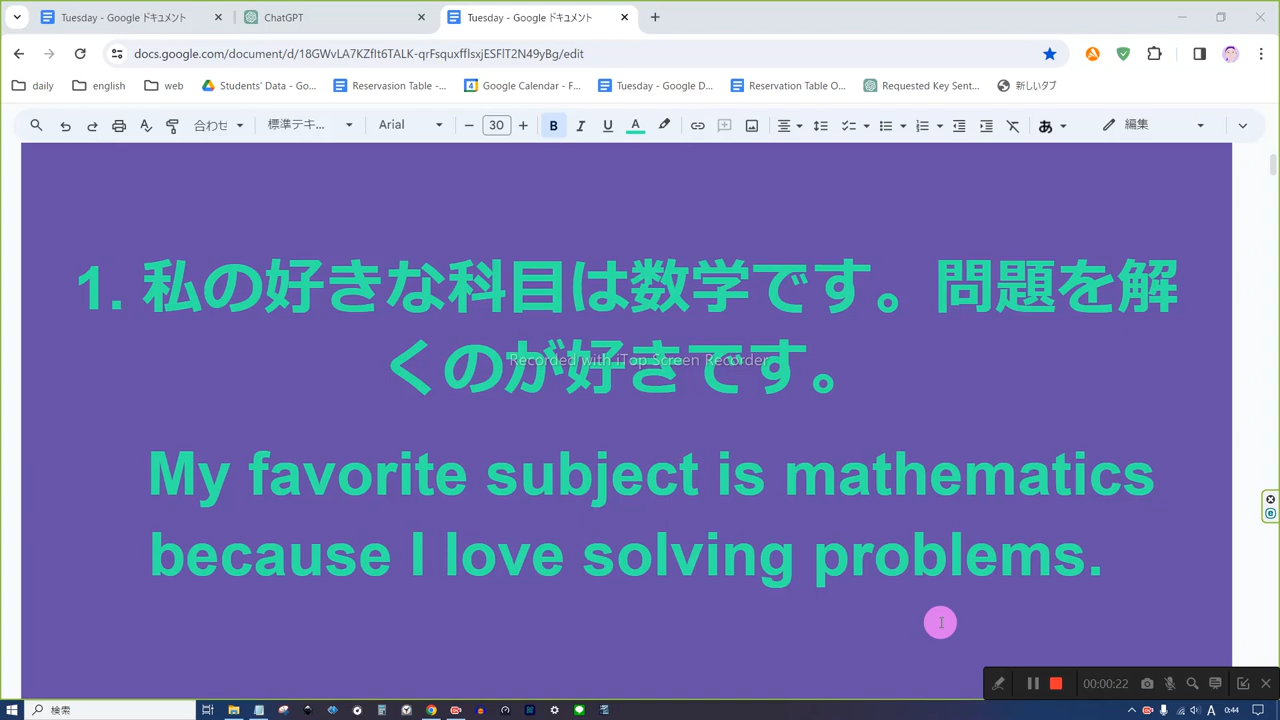 Tuesday - Google ドキュメント
ChatGPT
Tuesday - Google ドキュメント
docs.google.com/document/d/
/edit
daily
english
web
Students' Data - Go...
Reservasion Table -...
Google Calendar - F...
Tuesday - Google D...
Reservation Table O...
Requested Key Sent...
新しいタブ
合わせ
標準テキ...
Arial
30
B
I
U
A
あ
編集
1. 私の好きな科目は数学です。問題を解
くのが好きです。
Recorded with iTop Screen Recorder
My favorite subject is mathematics
because I love solving problems.
00:00:22
検索
A
0:44